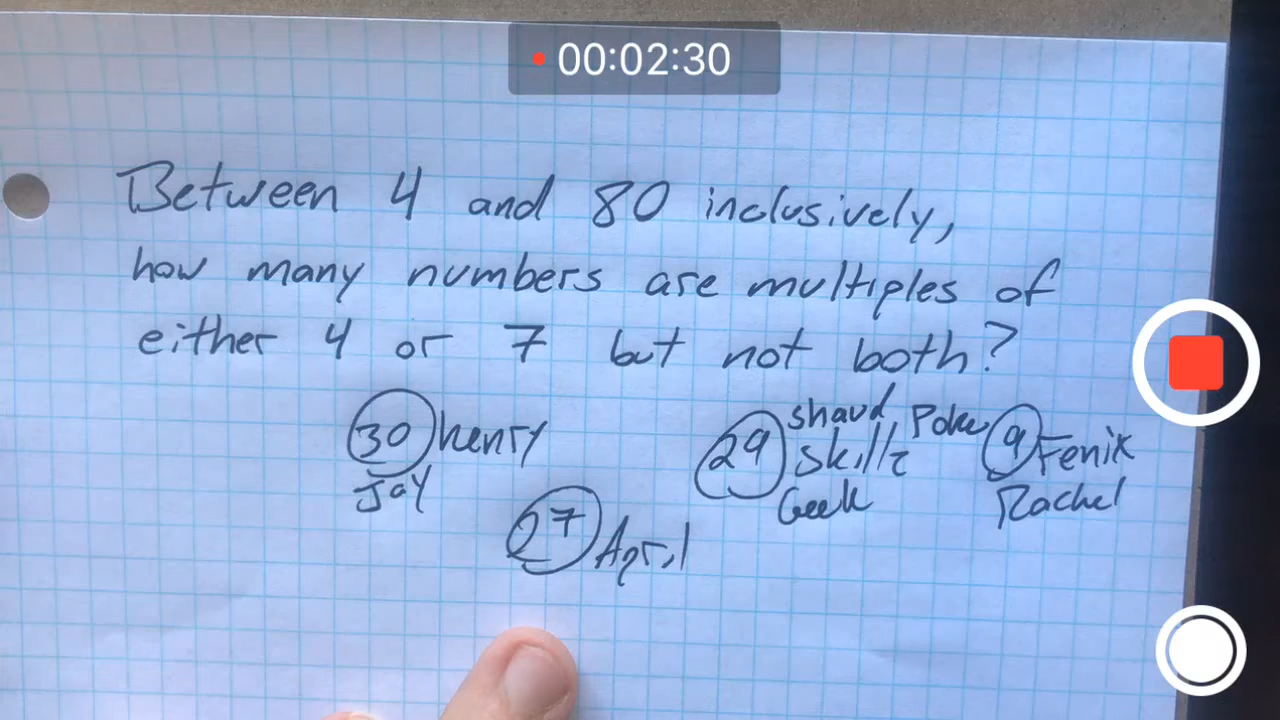 00:02:30
Between 4 and 80 inclusively,
how many numbers are multiples of
either 4 or 7 but not both?
30 henry
Jay
29 shaud Poke
skillz
Geek
9 Fenik
Rachel
27 April